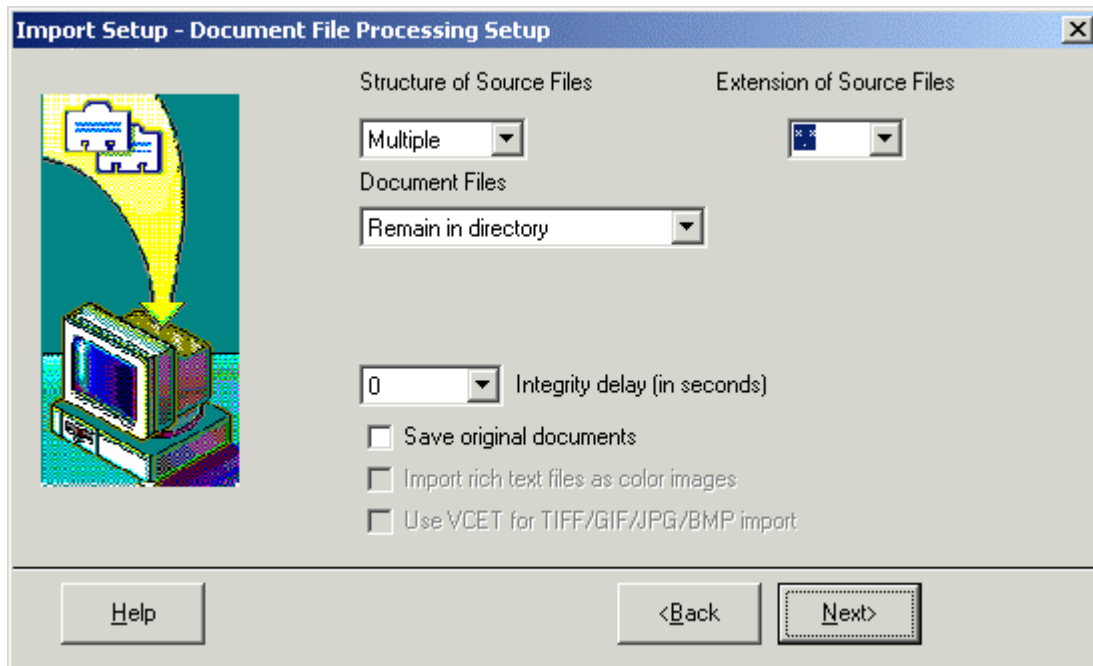 Import Setup - Document File Processing Setup
Structure of Source Files Extension of Source Files
Multiple *.*
Document Files
Remain in directory
0 Integrity delay (in seconds)
Save original documents
Import rich text files as color images
Use VCET for TIFF/GIF/JPG/BMP import
Help <Back Next>